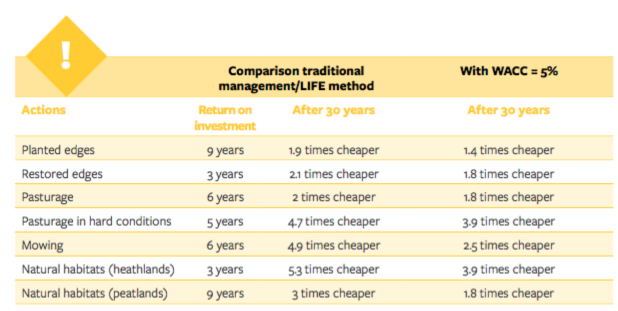 !
Comparison traditional management/LIFE method With WACC = 5%
Actions Return on investment After 30 years After 30 years
Planted edges 9 years 1.9 times cheaper 1.4 times cheaper
Restored edges 3 years 2.1 times cheaper 1.8 times cheaper
Pasturage 6 years 2 times cheaper 1.8 times cheaper
Pasturage in hard conditions 5 years 4.7 times cheaper 3.9 times cheaper
Mowing 6 years 4.9 times cheaper 2.5 times cheaper
Natural habitats (heathlands) 3 years 5.3 times cheaper 3.9 times cheaper
Natural habitats (peatlands) 9 years 3 times cheaper 1.8 times cheaper